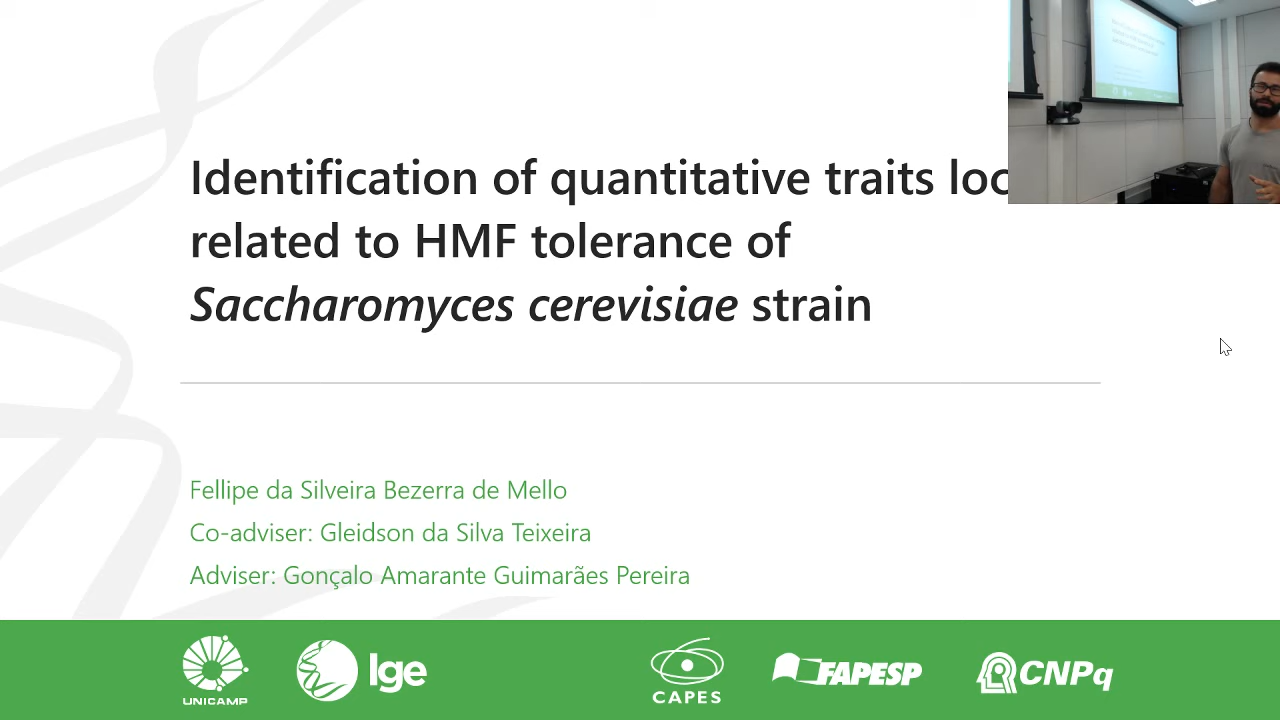 Identification of quantitative traits loc
related to HMF tolerance of
Saccharomyces cerevisiae strain
Fellipe da Silveira Bezerra de Mello
Co-adviser: Gleidson da Silva Teixeira
Adviser: Gonçalo Amarante Guimarães Pereira
UNICAMP
lge
CAPES
FAPESP
CNPq